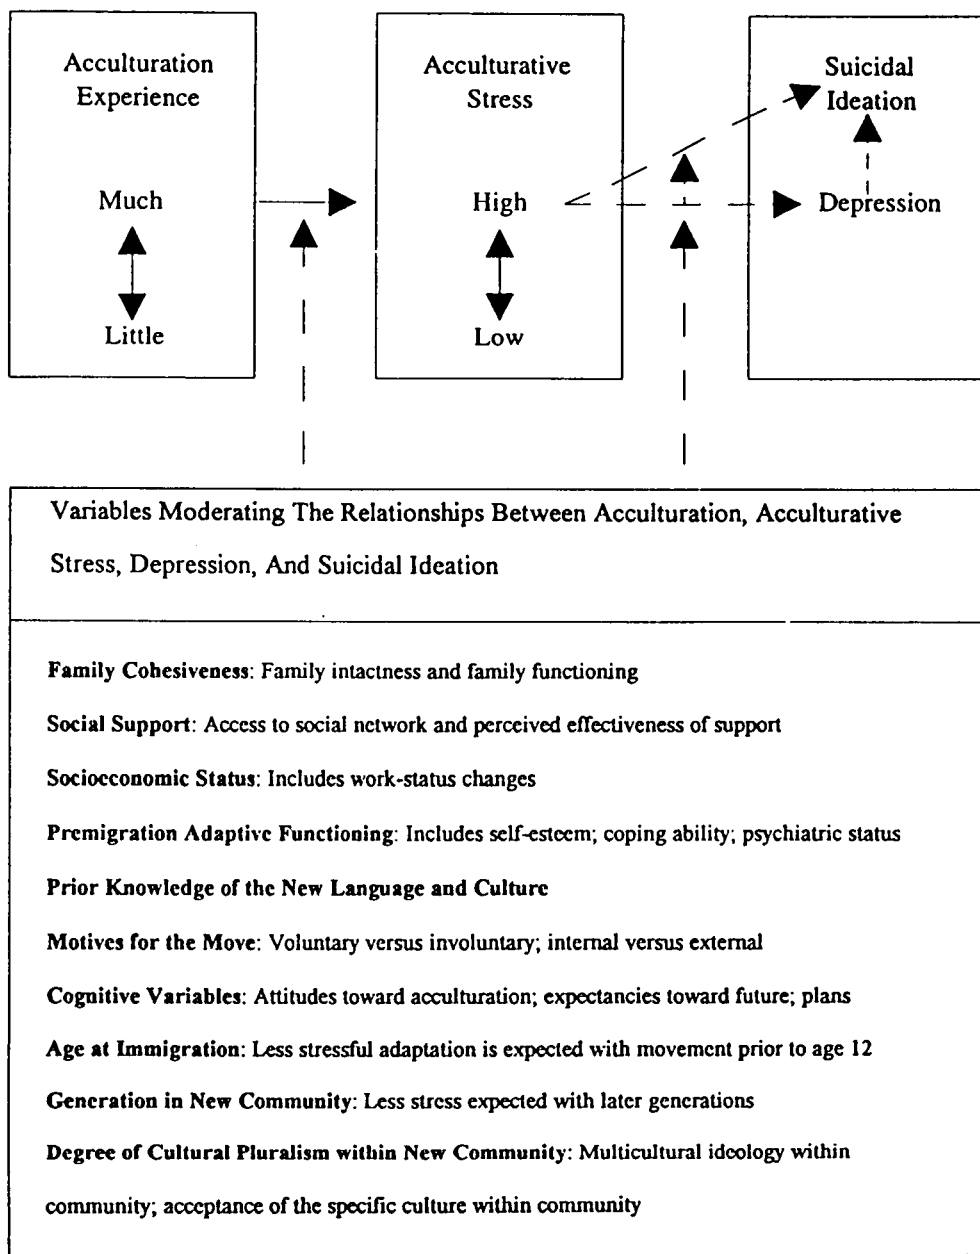 Acculturation
Experience
Much
Little
Acculturative
Stress
High
Low
Suicidal
Ideation
Depression
Variables Moderating The Relationships Between Acculturation, Acculturative
Stress, Depression, And Suicidal Ideation
Family Cohesiveness: Family intactness and family functioning
Social Support: Access to social network and perceived effectiveness of support
Socioeconomic Status: Includes work-status changes
Premigration Adaptive Functioning: Includes self-esteem; coping ability; psychiatric status
Prior Knowledge of the New Language and Culture
Motives for the Move: Voluntary versus involuntary; internal versus external
Cognitive Variables: Attitudes toward acculturation; expectancies toward future; plans
Age at Immigration: Less stressful adaptation is expected with movement prior to age 12
Generation in New Community: Less stress expected with later generations
Degree of Cultural Pluralism within New Community: Multicultural ideology within
community; acceptance of the specific culture within community